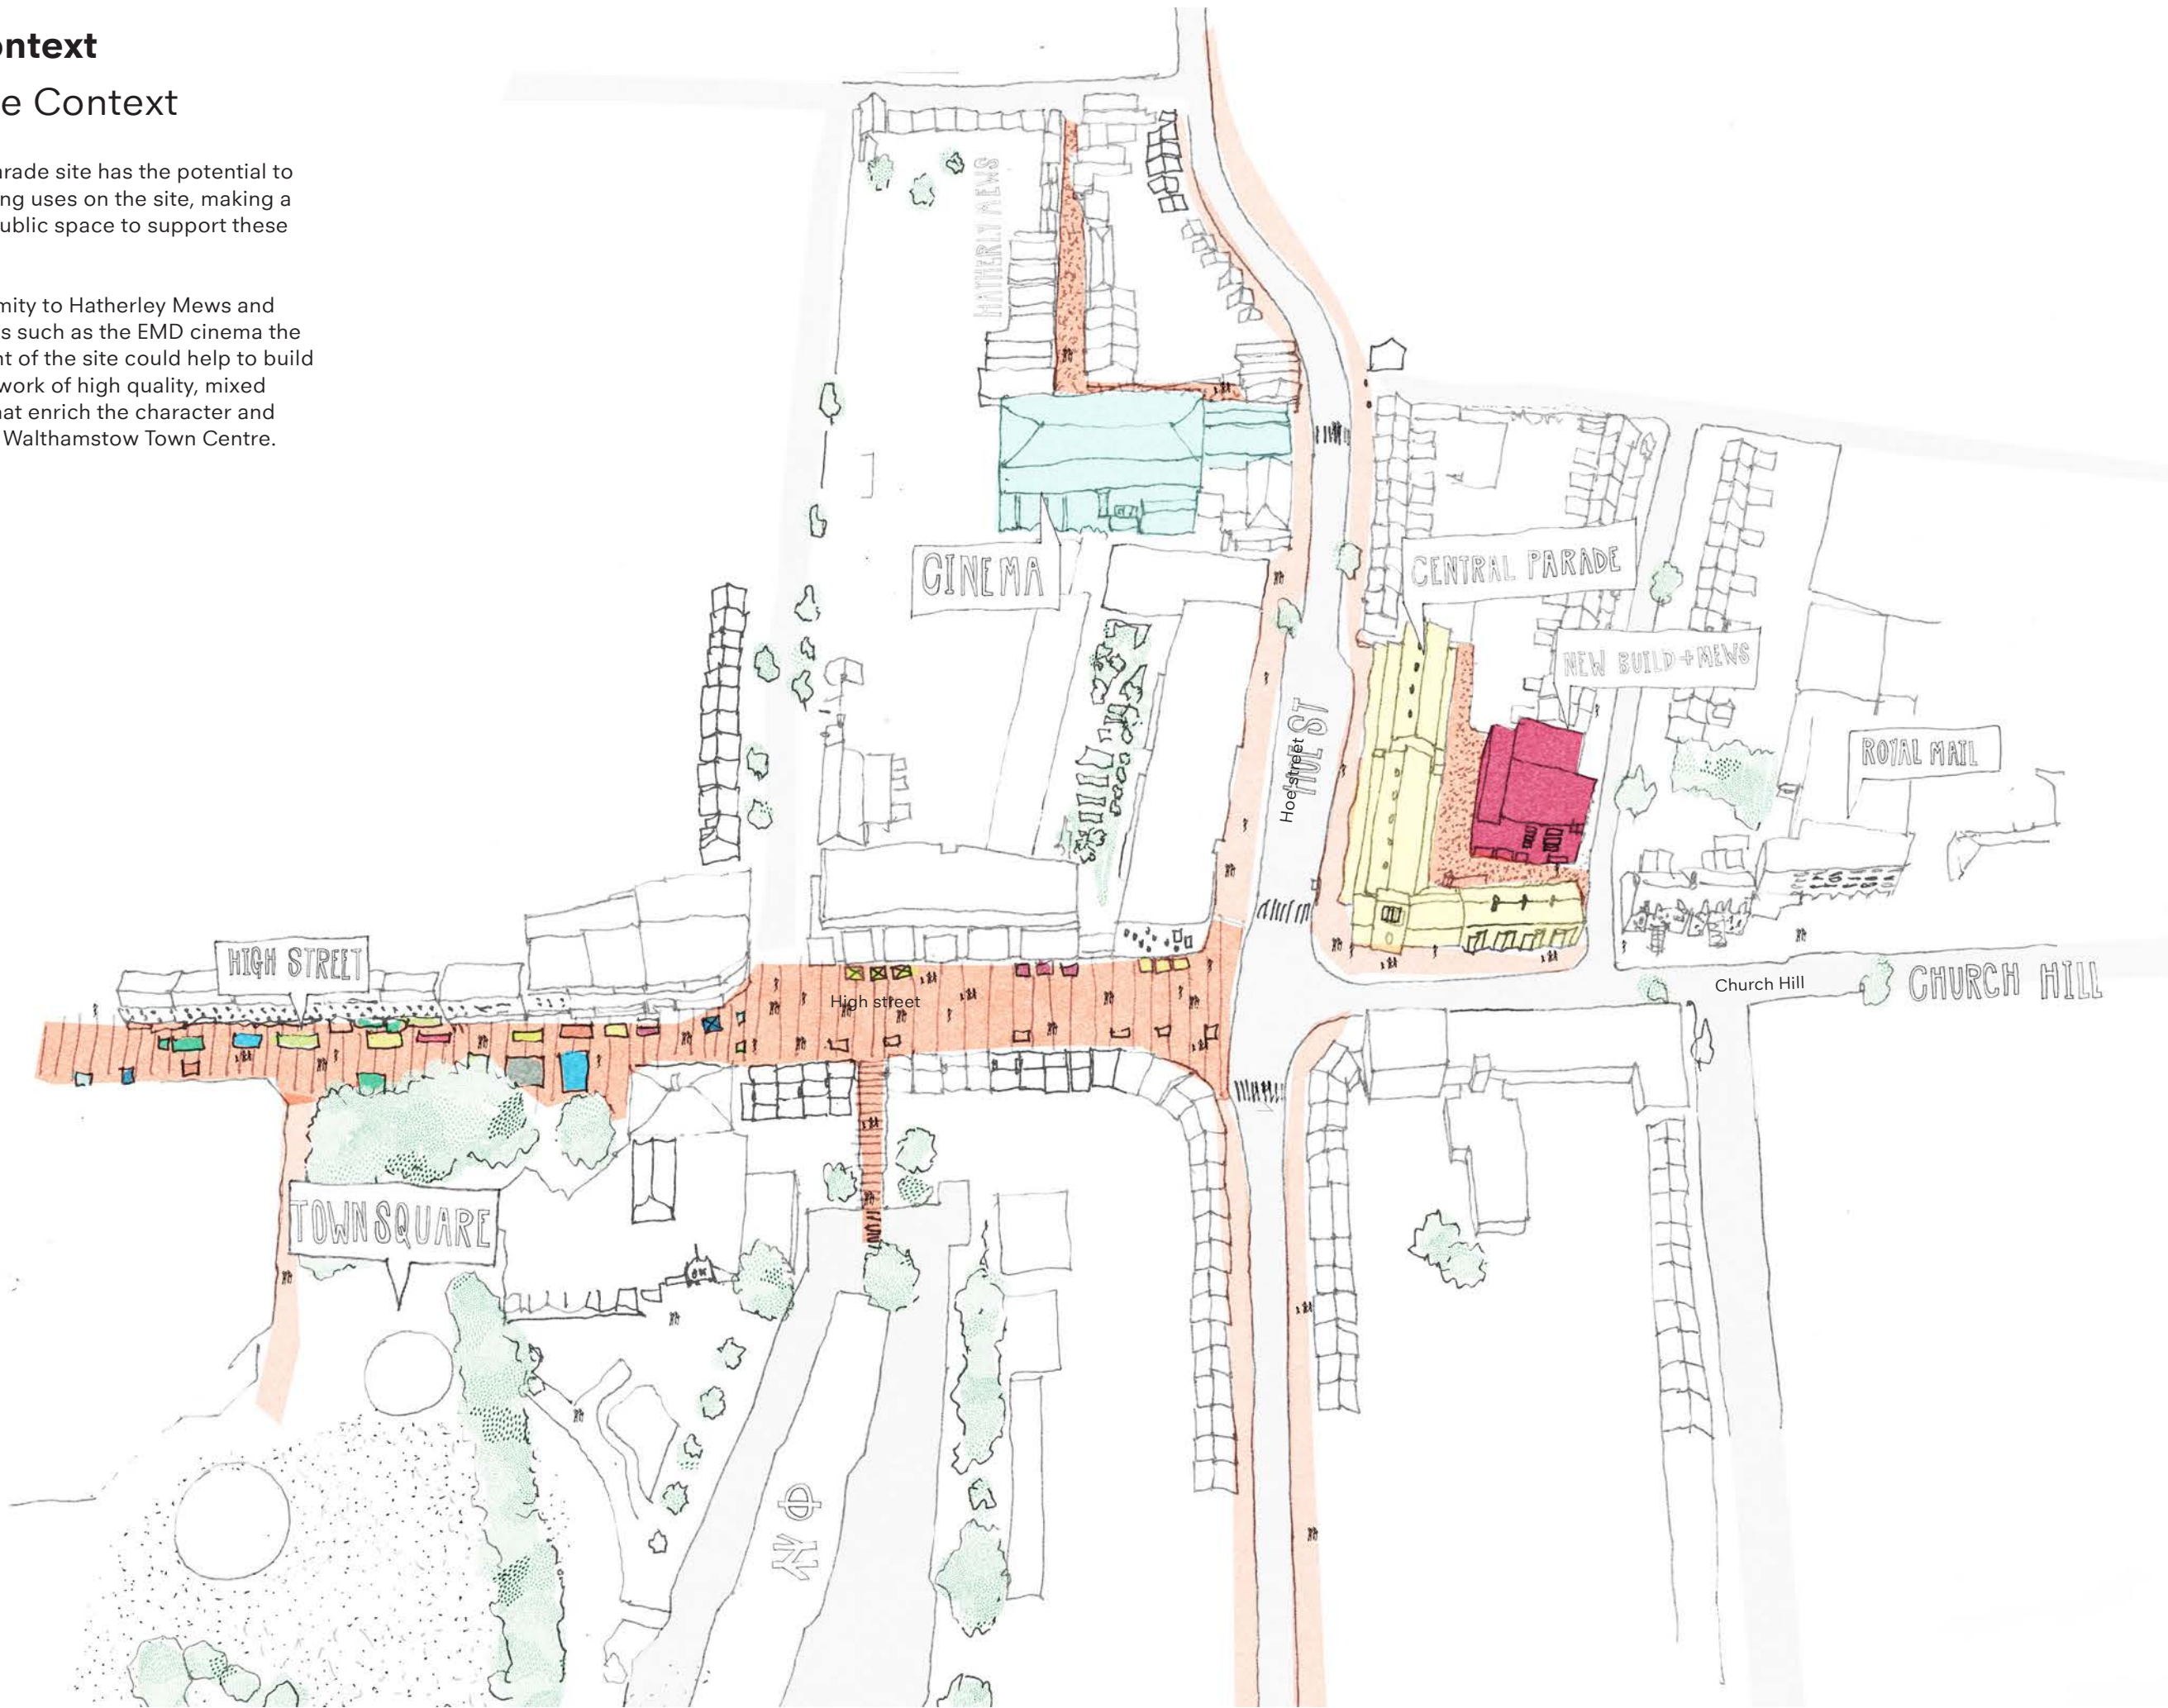 ontext
e Context
arade site has the potential to
ng uses on the site, making a
ublic space to support these
mity to Hatherley Mews and
s such as the EMD cinema the
nt of the site could help to build
work of high quality, mixed
hat enrich the character and
Walthamstow Town Centre.
HATHERLY MEWS
CINEMA
CENTRAL PARADE
NEW BUILD + MEWS
ROYAL MAIL
HOE ST
Hoe street
HIGH STREET
High street
Church Hill
CHURCH HILL
TOWN SQUARE